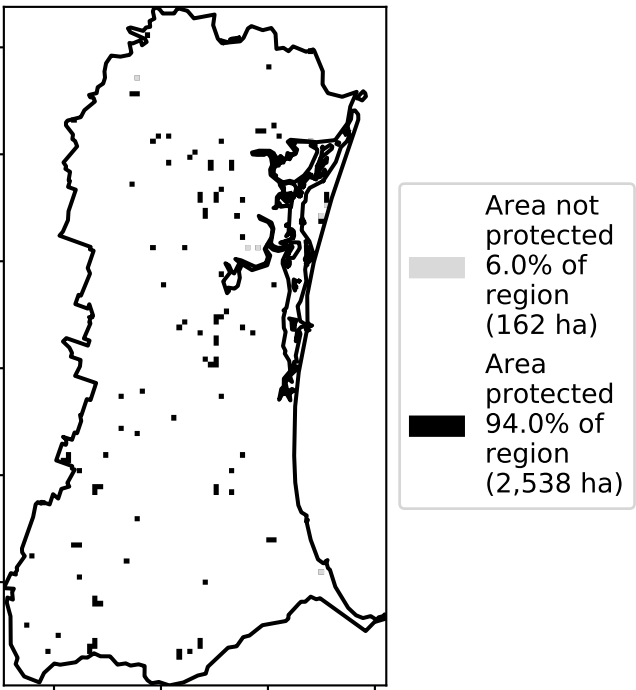 Area not
protected
6.0% of
region
(162 ha)
Area
protected
94.0% of
region
(2,538 ha)